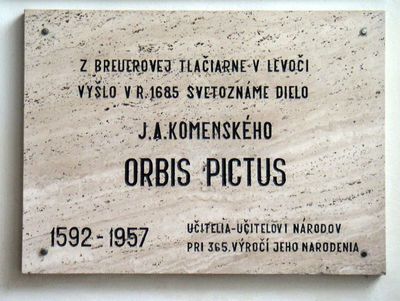 Z BREUEROVEJ TLAČIARNE V LEVOČI
VYŠLO V R. 1685 SVETOZNÁME DIELO
J.A.KOMENSKÉHO
ORBIS PICTUS
1592-1957
UČITELIA-UČITEĽOVI NÁRODOV
PRI 365.VÝROČÍ JEHO NARODENIA